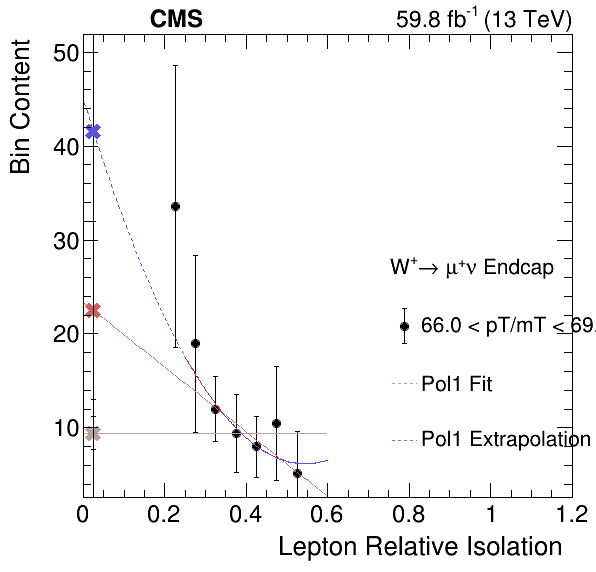 CMS 59.8 fb⁻¹ (13 TeV)
Bin Content
50
40
30
20
10
W⁺→ μ⁺ν Endcap
66.0 < pT/mT < 69.
Pol1 Fit
Pol1 Extrapolation
0 0.2 0.4 0.6 0.8 1 1.2
Lepton Relative Isolation